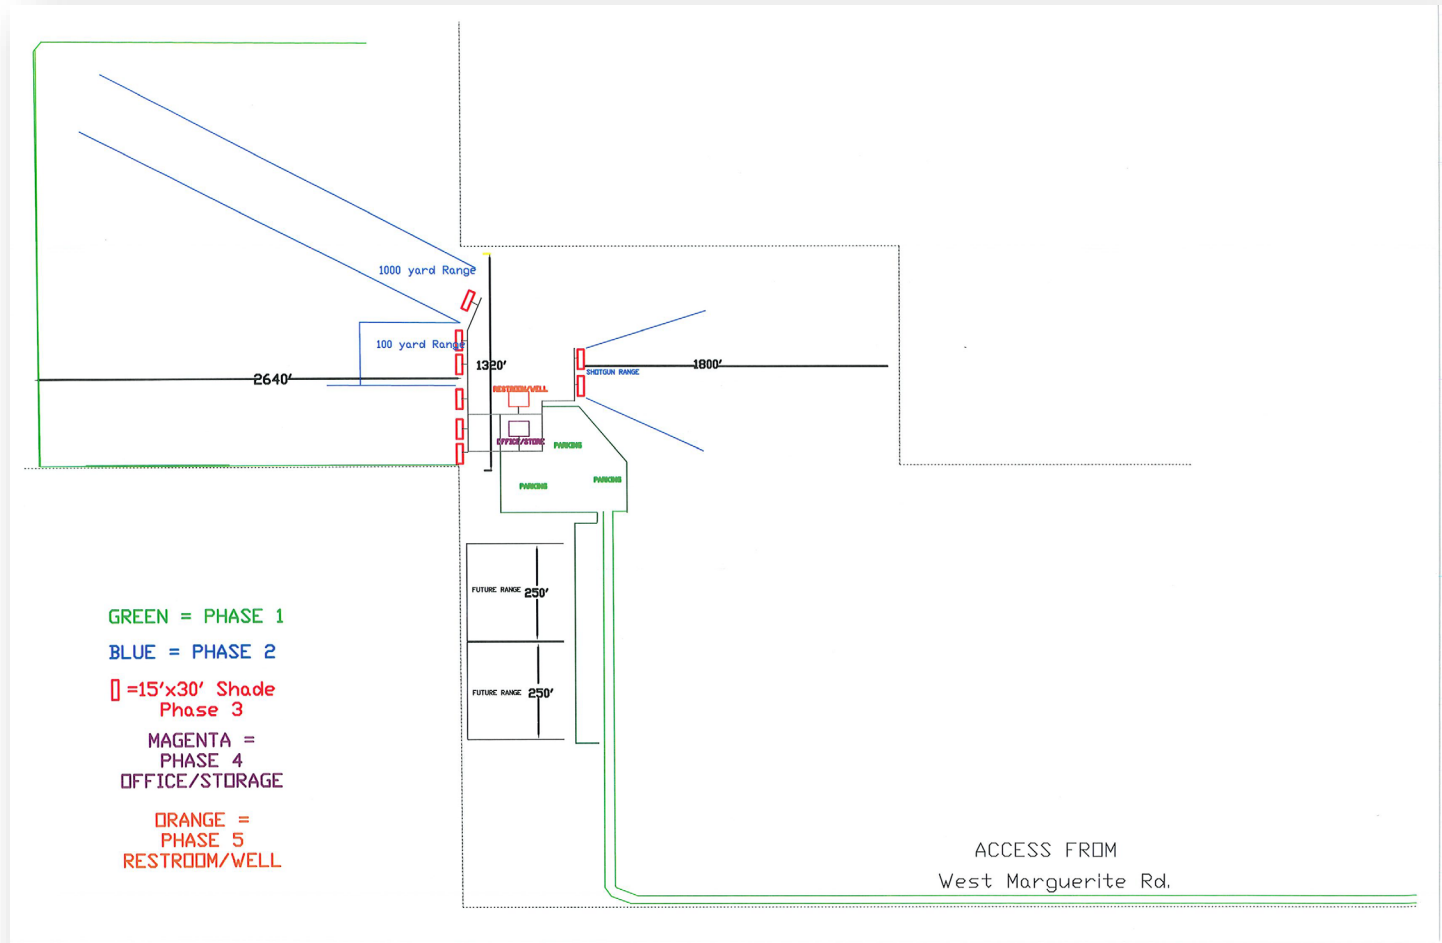 1000 yard Range
100 yard Range
1320'
1800'
SHOTGUN RANGE
2640'
RESTROOM/WELL
OFFICE/STORE
PARKING
PARKING
PARKING
FUTURE RANGE 250'
FUTURE RANGE 250'
GREEN = PHASE 1
BLUE = PHASE 2
=15'x30' Shade
Phase 3
MAGENTA =
PHASE 4
OFFICE/STORAGE
ORANGE =
PHASE 5
RESTROOM/WELL
ACCESS FROM
West Marguerite Rd.